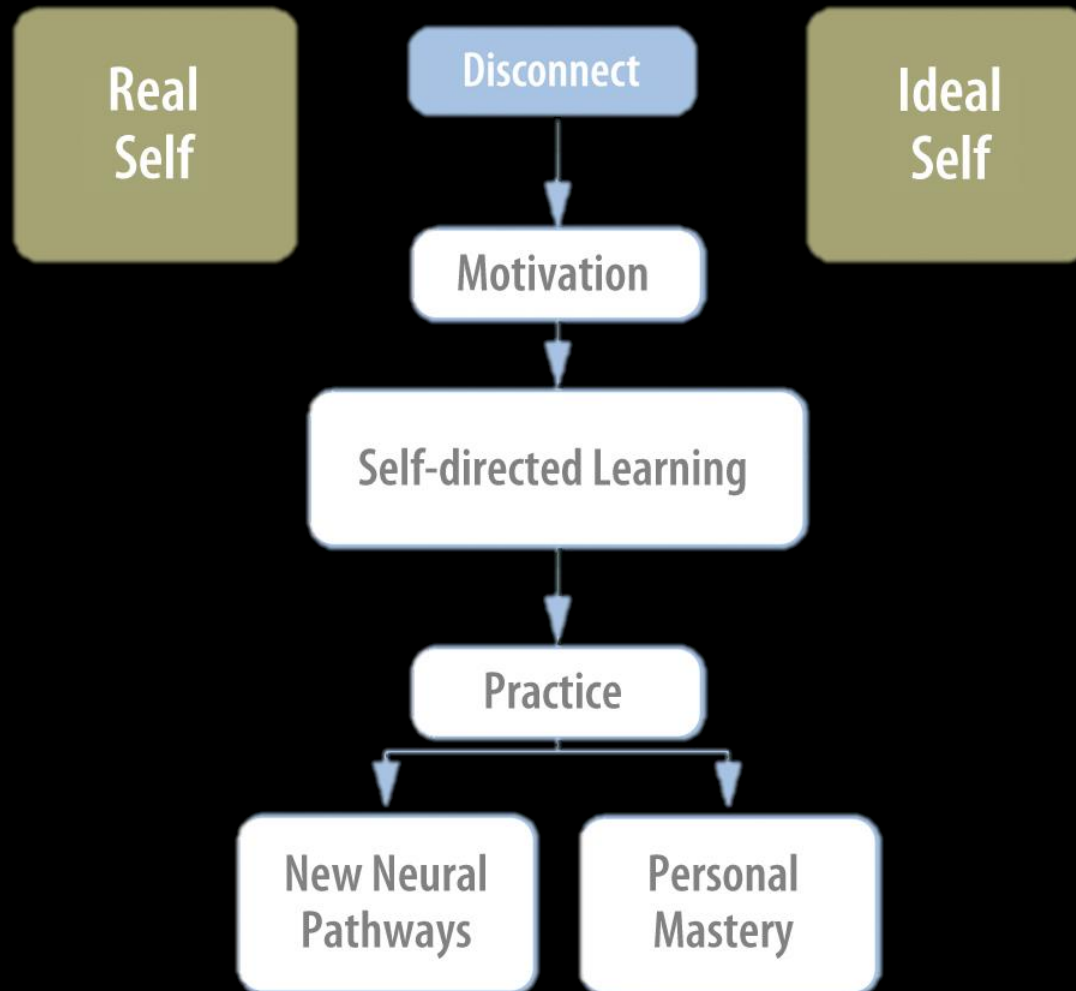 Real
Self
Disconnect
Ideal
Self
Motivation
Self-directed Learning
Practice
New Neural
Pathways
Personal
Mastery